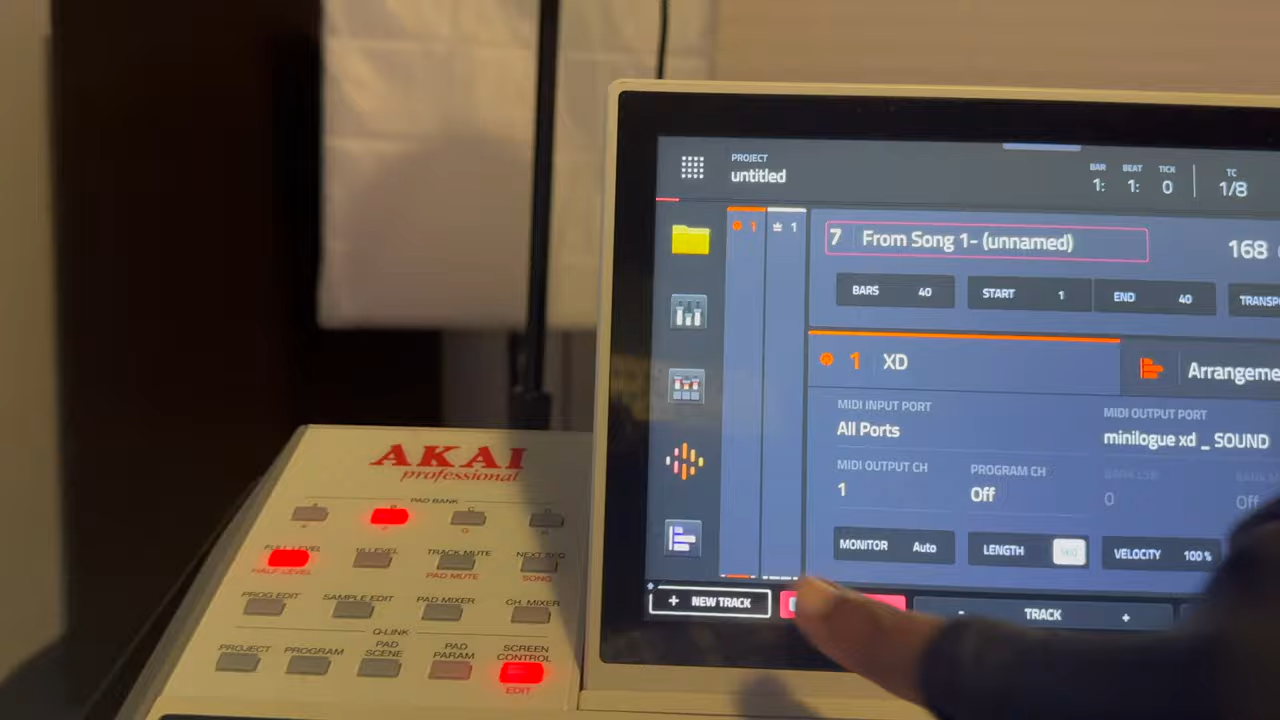 PROJECT
untitled
BAR BEAT TICK
1: 1: 0
TC
1/8
1 1
7 From Song 1- (unnamed)
168
BARS 40 START 1 END 40
1 XD
MIDI INPUT PORT
All Ports
MIDI OUTPUT PORT
minilogue xd _ SOUND
MIDI OUTPUT CH
1
PROGRAM CH
Off
0
Off
MONITOR Auto LENGTH VELOCITY 100%
+ NEW TRACK
- TRACK +
AKAI
professional
PAD BANK
FULL LEVEL 16 LEVEL TRACK MUTE NEXT SEQ
HALF LEVEL PAD MUTE SONG
PROG EDIT SAMPLE EDIT PAD MIXER CH. MIXER
Q-LINK
PROJECT PROGRAM PAD SCENE PAD PARAM SCREEN CONTROL
EDIT